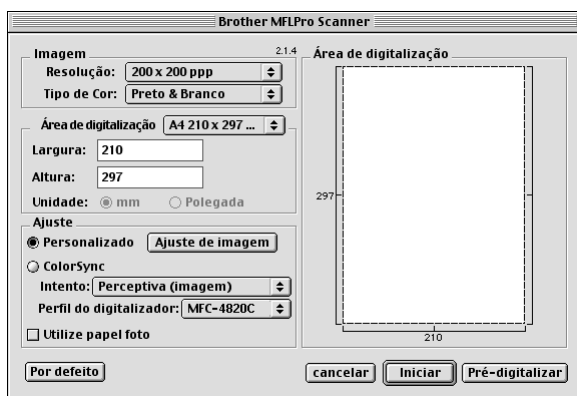 Brother MFLPro Scanner
2.1.4
Imagem
Resolução: 200 x 200 ppp
Tipo de Cor: Preto & Branco
Área de digitalização A4 210 x 297 ...
Largura: 210
Altura: 297
Unidade: mm Polegada
Ajuste
Personalizado Ajuste de imagem
ColorSync
Intento: Perceptiva (imagem)
Perfil do digitalizador: MFC-4820C
Utilize papel foto
Área de digitalização
297
210
Por defeito cancelar Iniciar Pré-digitalizar